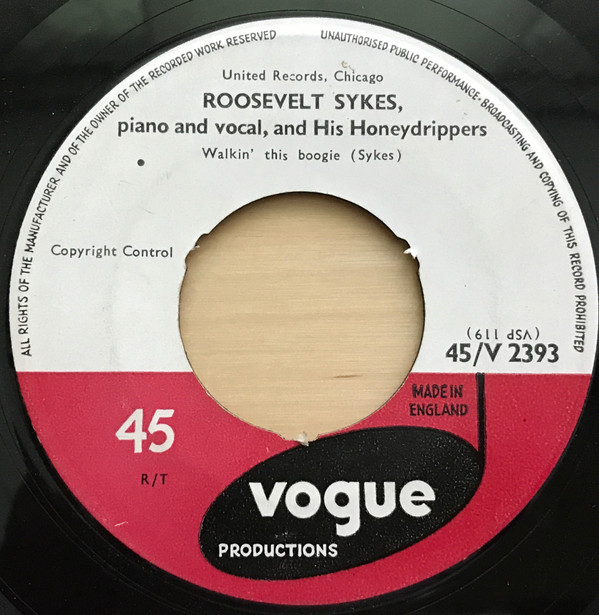 ALL RIGHTS OF THE MANUFACTURER AND OF THE OWNER OF THE RECORDED WORK RESERVED
UNAUTHORISED PUBLIC PERFORMANCE · BROADCASTING AND COPYING OF THIS RECORD PROHIBITED
United Records, Chicago
ROOSEVELT SYKES,
piano and vocal, and His Honeydrippers
Walkin' this boogie (Sykes)
Copyright Control
(VSP 119)
45/V 2393
MADE IN
ENGLAND
45
R/T
vogue
PRODUCTIONS